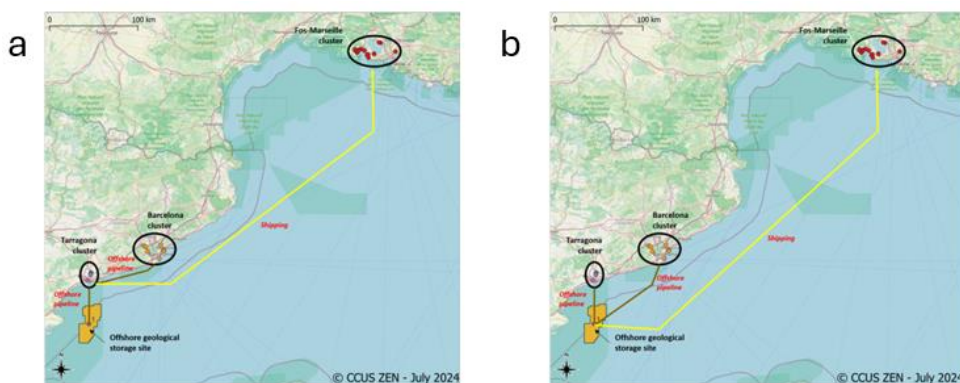 a
0
100 km
Fos-Marseille
cluster
Barcelona
cluster
Tarragona
cluster
Shipping
Offshore
pipeline
Offshore
pipeline
Offshore geological
storage site
© CCUS ZEN - July 2024
b
0
100 km
Fos-Marseille
cluster
Barcelona
cluster
Tarragona
cluster
Shipping
Offshore
pipeline
Offshore
pipeline
Offshore geological
storage site
© CCUS ZEN - July 2024